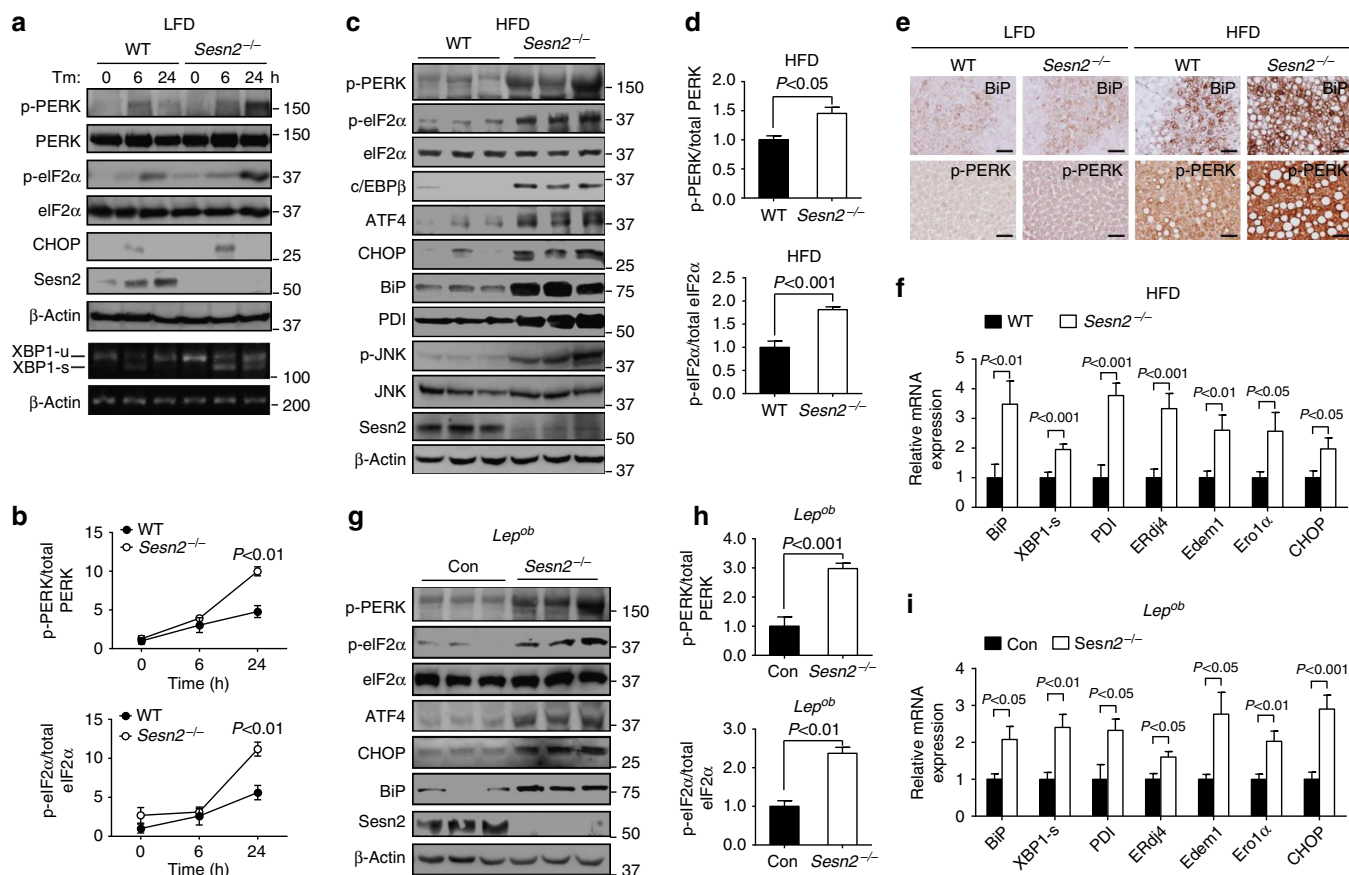 a
LFD
WT Sesn2–/–
Tm: 0 6 24 0 6 24 h
p-PERK 150
PERK 150
p-eIF2α 37
eIF2α 37
CHOP 25
Sesn2 50
β-Actin 37
XBP1-u
XBP1-s 100
β-Actin 200
b
WT
Sesn2–/–
P<0.01
p-PERK/total
PERK
15
10
5
0
0 6 24
Time (h)
WT
Sesn2–/–
P<0.01
p-eIF2α/total
eIF2α
15
10
5
0
0 6 24
Time (h)
c
HFD
WT Sesn2–/–
p-PERK 150
p-eIF2α 37
eIF2α 37
c/EBPβ 37
ATF4 37
CHOP 25
BiP 75
PDI 50
p-JNK 37
JNK 37
Sesn2 50
β-Actin 37
d
HFD
P<0.05
p-PERK/total PERK
2.0
1.5
1.0
0.5
0.0
WT Sesn2–/–
HFD
P<0.001
p-eIF2α/total eIF2α
2.0
1.5
1.0
0.5
0.0
WT Sesn2–/–
e
LFD HFD
WT Sesn2–/– WT Sesn2–/–
BiP BiP BiP BiP
p-PERK p-PERK p-PERK p-PERK
f
HFD
WT Sesn2–/–
Relative mRNA
expression
5
4
3
2
1
0
P<0.01 P<0.001 P<0.001 P<0.001 P<0.01 P<0.05 P<0.05
BiP XBP1-s PDI ERdj4 Edem1 Ero1α CHOP
g
Lepob
Con Sesn2–/–
p-PERK 150
p-eIF2α 37
eIF2α 37
ATF4 37
CHOP 25
BiP 75
Sesn2 50
β-Actin 37
h
Lepob
P<0.001
p-PERK/total
PERK
4.0
3.0
2.0
1.0
0.0
Con Sesn2–/–
Lepob
P<0.01
p-eIF2α/total
eIF2α
3.0
2.0
1.0
0.0
Con Sesn2–/–
i
Lepob
Con Sesn2–/–
Relative mRNA
expression
4
3
2
1
0
P<0.05 P<0.01 P<0.05 P<0.05 P<0.05 P<0.01 P<0.001
BiP XBP1-s PDI ERdj4 Edem1 Ero1α CHOP